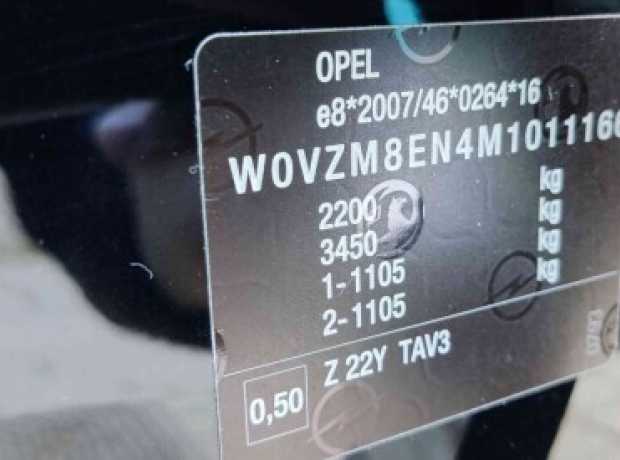 OPEL
e8*2007/46*0264*16
W0VZM8EN4M1011160
2200 kg
3450 kg
1-1105 kg
2-1105 kg
Z 22Y TAV3
0,50